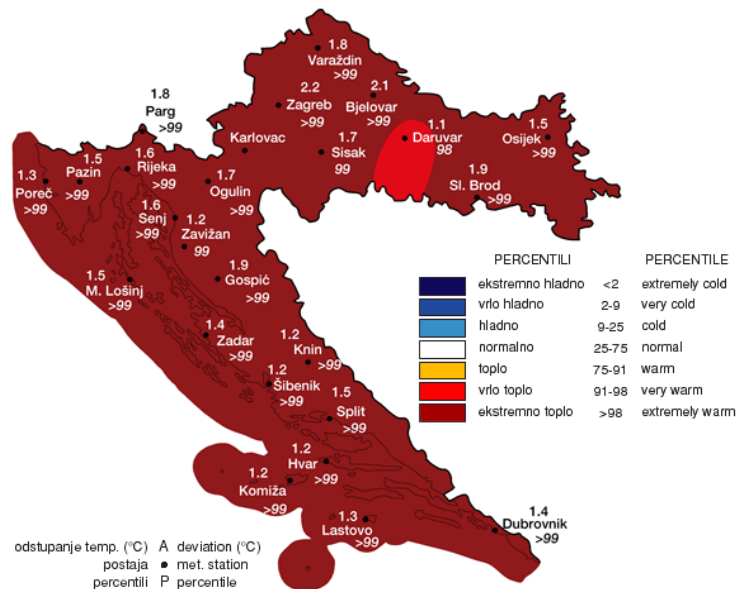 1.8
Varaždin
>99
2.2
Zagreb
>99
2.1
Bjelovar
>99
1.8
Parg
>99
Karlovac
1.7
Sisak
99
1.1
Daruvar
98
1.5
Osijek
>99
1.9
Sl. Brod
>99
1.3
Poreč
>99
1.5
Pazin
>99
1.6
Rijeka
>99
1.7
Ogulin
>99
1.6
Senj
>99
1.2
Zavižan
99
1.9
Gospić
>99
1.5
M. Lošinj
>99
1.4
Zadar
>99
1.2
Knin
>99
1.2
Šibenik
>99
1.5
Split
>99
1.2
Hvar
>99
1.2
Komiža
>99
1.3
Lastovo
>99
1.4
Dubrovnik
>99
PERCENTILI PERCENTILE
ekstremno hladno <2 extremely cold
vrlo hladno 2-9 very cold
hladno 9-25 cold
normalno 25-75 normal
toplo 75-91 warm
vrlo toplo 91-98 very warm
ekstremno toplo >98 extremely warm
odstupanje temp. (°C) A deviation (°C)
postaja met. station
percentili P percentile